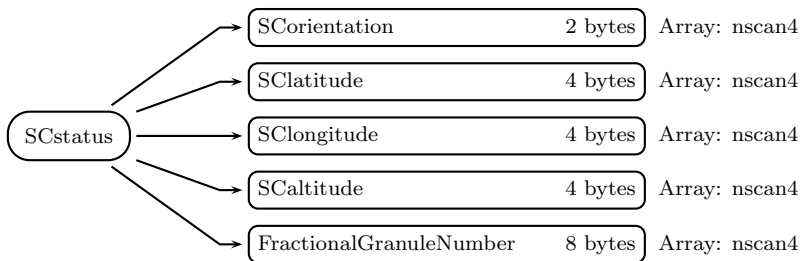 SCorientation 2 bytes Array: nscan4
SClatitude 4 bytes Array: nscan4
SCstatus
SClongitude 4 bytes Array: nscan4
SCaltitude 4 bytes Array: nscan4
FractionalGranuleNumber 8 bytes Array: nscan4